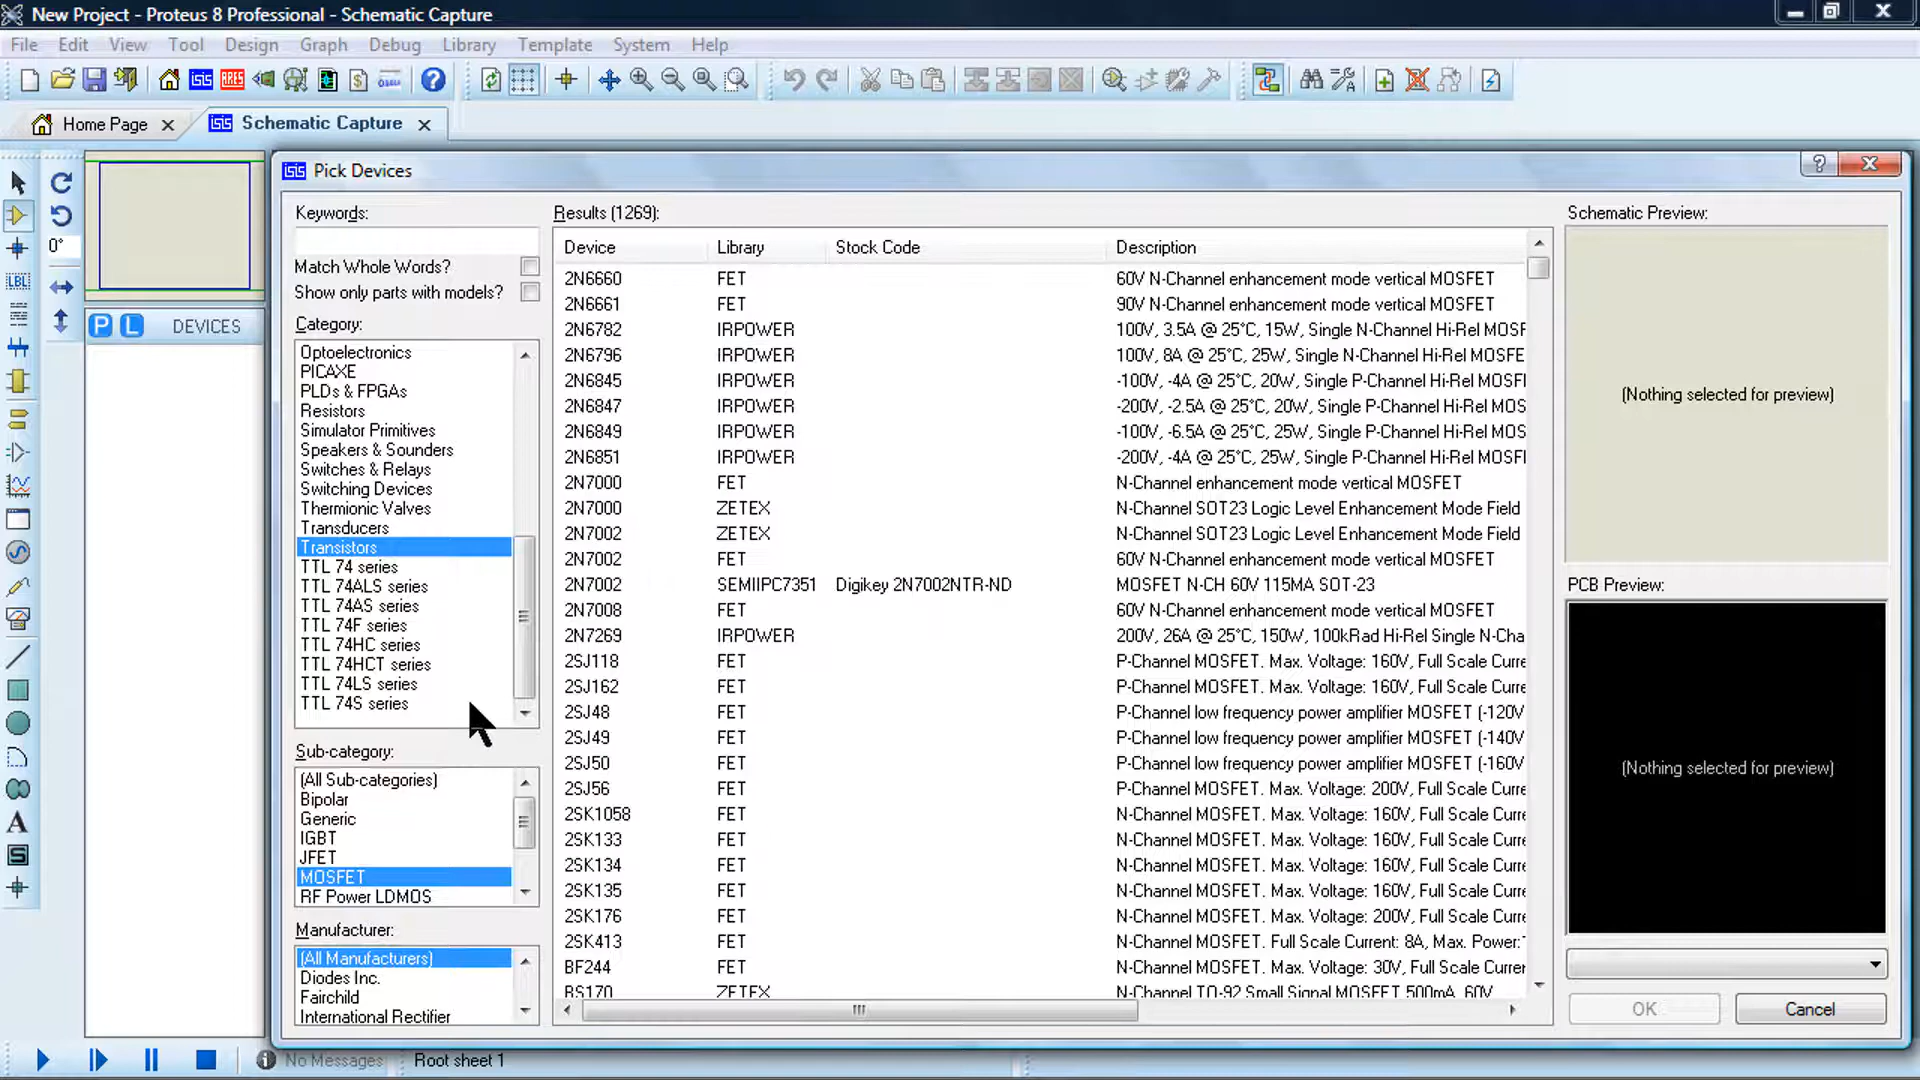 New Project - Proteus 8 Professional - Schematic Capture
File Edit View Tool Design Graph Debug Library Template System Help
isis ARES $ ?
Home Page
isis Schematic Capture
isis Pick Devices
?
0°
LBL
P L DEVICES
A
S
Keywords:
Match Whole Words?
Show only parts with models?
Category:
Optoelectronics
PICAXE
PLDs & FPGAs
Resistors
Simulator Primitives
Speakers & Sounders
Switches & Relays
Switching Devices
Thermionic Valves
Transducers
Transistors
TTL 74 series
TTL 74ALS series
TTL 74AS series
TTL 74F series
TTL 74HC series
TTL 74HCT series
TTL 74LS series
TTL 74S series
Sub-category:
(All Sub-categories)
Bipolar
Generic
IGBT
JFET
MOSFET
RF Power LDMOS
Manufacturer:
(All Manufacturers)
Diodes Inc.
Fairchild
International Rectifier
Results (1269):
Device Library Stock Code Description
2N6660 FET 60V N-Channel enhancement mode vertical MOSFET
2N6661 FET 90V N-Channel enhancement mode vertical MOSFET
2N6782 IRPOWER 100V, 3.5A @ 25°C, 15W, Single N-Channel Hi-Rel MOSF
2N6796 IRPOWER 100V, 8A @ 25°C, 25W, Single N-Channel Hi-Rel MOSFE
2N6845 IRPOWER -100V, -4A @ 25°C, 20W, Single P-Channel Hi-Rel MOSFI
2N6847 IRPOWER -200V, -2.5A @ 25°C, 20W, Single P-Channel Hi-Rel MOS
2N6849 IRPOWER -100V, -6.5A @ 25°C, 25W, Single P-Channel Hi-Rel MOS
2N6851 IRPOWER -200V, -4A @ 25°C, 25W, Single P-Channel Hi-Rel MOSFI
2N7000 FET N-Channel enhancement mode vertical MOSFET
2N7000 ZETEX N-Channel SOT23 Logic Level Enhancement Mode Field
2N7002 ZETEX N-Channel SOT23 Logic Level Enhancement Mode Field
2N7002 FET 60V N-Channel enhancement mode vertical MOSFET
2N7002 SEMIIPC7351 Digikey 2N7002NTR-ND MOSFET N-CH 60V 115MA SOT-23
2N7008 FET 60V N-Channel enhancement mode vertical MOSFET
2N7269 IRPOWER 200V, 26A @ 25°C, 150W, 100kRad Hi-Rel Single N-Cha
2SJ118 FET P-Channel MOSFET. Max. Voltage: 160V, Full Scale Curre
2SJ162 FET P-Channel MOSFET. Max. Voltage: 160V, Full Scale Curre
2SJ48 FET P-Channel low frequency power amplifier MOSFET (-120V
2SJ49 FET P-Channel low frequency power amplifier MOSFET (-140V
2SJ50 FET P-Channel low frequency power amplifier MOSFET (-160V
2SJ56 FET P-Channel MOSFET. Max. Voltage: 200V, Full Scale Curre
2SK1058 FET N-Channel MOSFET. Max. Voltage: 160V, Full Scale Curre
2SK133 FET N-Channel MOSFET. Max. Voltage: 160V, Full Scale Curre
2SK134 FET N-Channel MOSFET. Max. Voltage: 160V, Full Scale Curre
2SK135 FET N-Channel MOSFET. Max. Voltage: 160V, Full Scale Curre
2SK176 FET N-Channel MOSFET. Max. Voltage: 200V, Full Scale Curre
2SK413 FET N-Channel MOSFET. Full Scale Current: 8A, Max. Power:
BF244 FET N-Channel MOSFET. Max. Voltage: 30V, Full Scale Curren
BS170 ZETEX N-Channel TO-92 Small Signal MOSFET 500mA, 60V
Schematic Preview:
(Nothing selected for preview)
PCB Preview:
(Nothing selected for preview)
OK Cancel
No Messages Root sheet 1